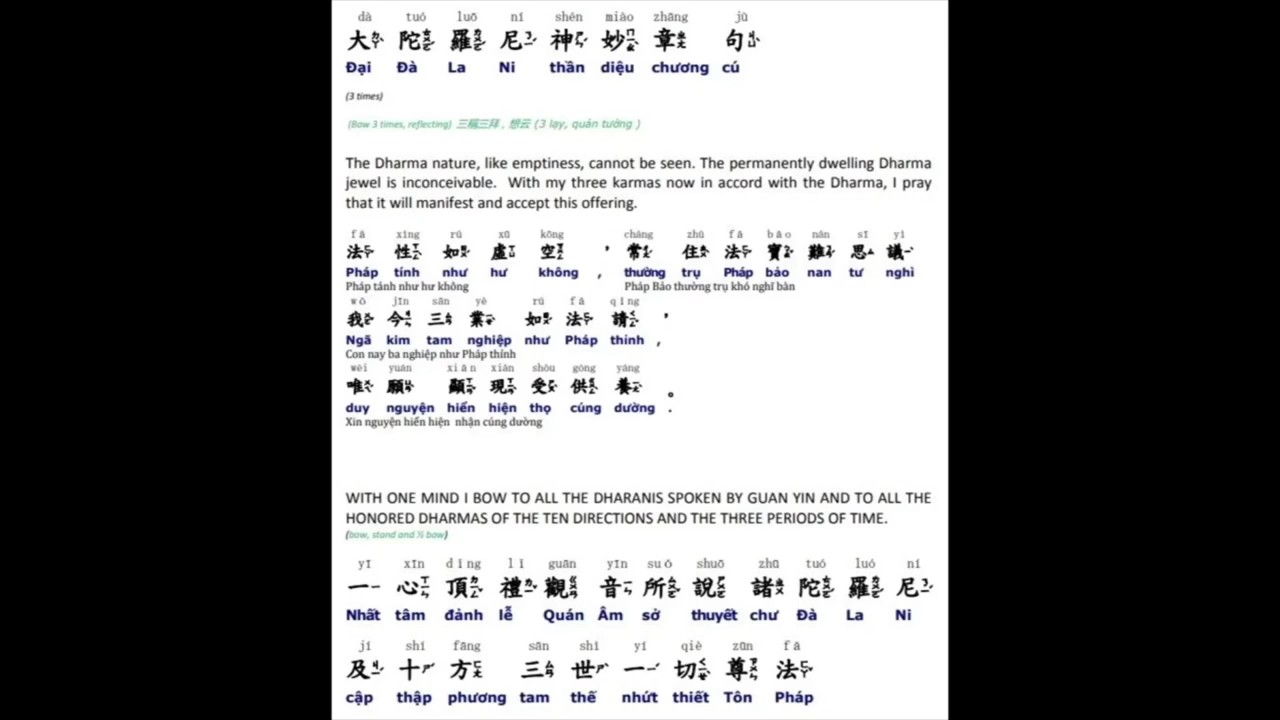 dà tuó luō ní shén miào zhāng jù
大陀羅尼神妙章句
Đại Đà La Ni thần diệu chương cú
(3 times)
(Bow 3 times, reflecting) 三稱三拜, 想云 (3 lạy, quán tưởng )
The Dharma nature, like emptiness, cannot be seen. The permanently dwelling Dharma
jewel is inconceivable. With my three karmas now in accord with the Dharma, I pray
that it will manifest and accept this offering.
fǎ xìng rú xū kōng cháng zhù fǎ bǎo nán sī yì
法性如虛空，常住法寶難思議
Pháp tính như hư không , thường trụ Pháp bảo nan tư nghì
Pháp tánh như hư không Pháp Bảo thường trụ khó nghĩ bàn
wǒ jīn sān yè rú fǎ qǐng
我今三業如法請，
Ngã kim tam nghiệp như Pháp thỉnh ,
Con nay ba nghiệp như Pháp thỉnh
wéi yuàn xiǎn xiàn shòu gòng yàng
唯願顯現受供養。
duy nguyện hiển hiện thọ cúng dường .
Xin nguyện hiển hiện nhận cúng dường
WITH ONE MIND I BOW TO ALL THE DHARANIS SPOKEN BY GUAN YIN AND TO ALL THE
HONORED DHARMAS OF THE TEN DIRECTIONS AND THE THREE PERIODS OF TIME.
(bow, stand and ½ bow)
yī xīn dǐng lǐ guān yīn suǒ shuō zhū tuó luó ní
一心頂禮觀音所說諸陀羅尼
Nhất tâm đảnh lễ Quán Âm sở thuyết chư Đà La Ni
jí shí fāng sān shì yí qiè zūn fǎ
及十方三世一切尊法
cập thập phương tam thế nhứt thiết Tôn Pháp